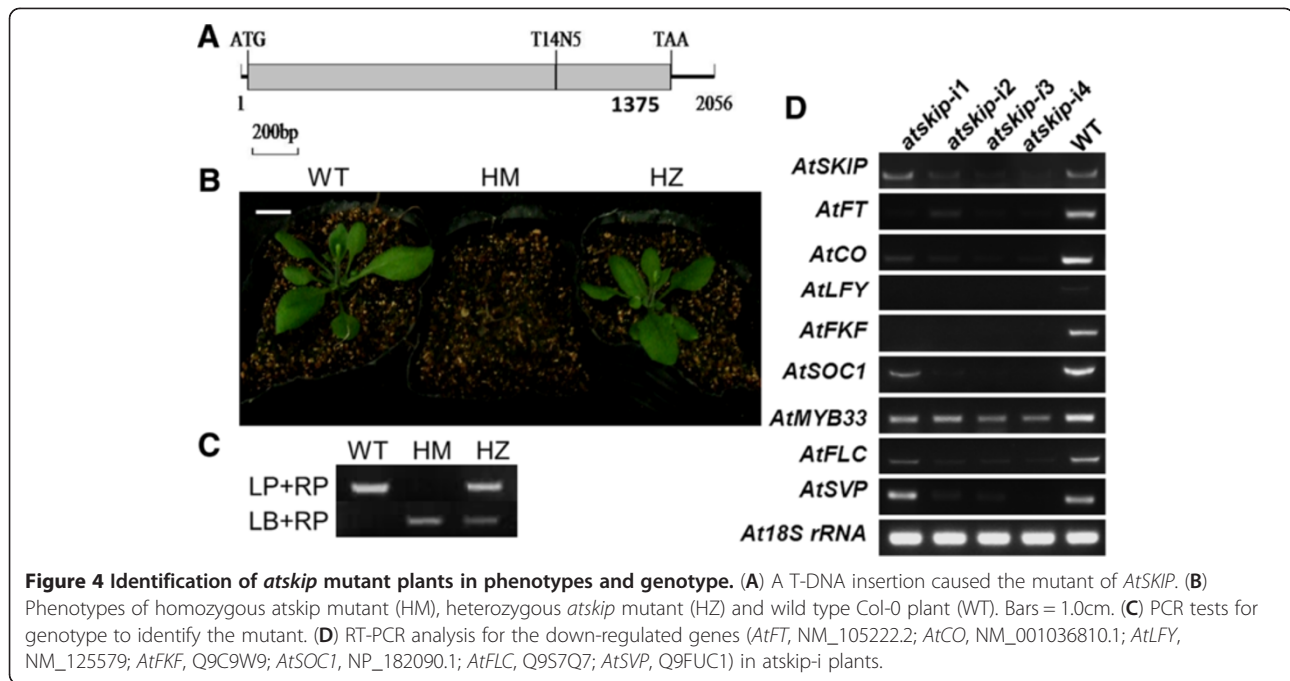 A
ATG T14N5 TAA
1 1375 2056
200bp
B
WT HM HZ
C
WT HM HZ
LP+RP
LB+RP
D
atskip-i1 atskip-i2 atskip-i3 atskip-i4 WT
AtSKIP
AtFT
AtCO
AtLFY
AtFKF
AtSOC1
AtMYB33
AtFLC
AtSVP
At18S rRNA
Figure 4 Identification of atskip mutant plants in phenotypes and genotype. (A) A T-DNA insertion caused the mutant of AtSKIP. (B)
Phenotypes of homozygous atskip mutant (HM), heterozygous atskip mutant (HZ) and wild type Col-0 plant (WT). Bars = 1.0cm. (C) PCR tests for
genotype to identify the mutant. (D) RT-PCR analysis for the down-regulated genes (AtFT, NM_105222.2; AtCO, NM_001036810.1; AtLFY,
NM_125579; AtFKF, Q9C9W9; AtSOC1, NP_182090.1; AtFLC, Q9S7Q7; AtSVP, Q9FUC1) in atskip-i plants.